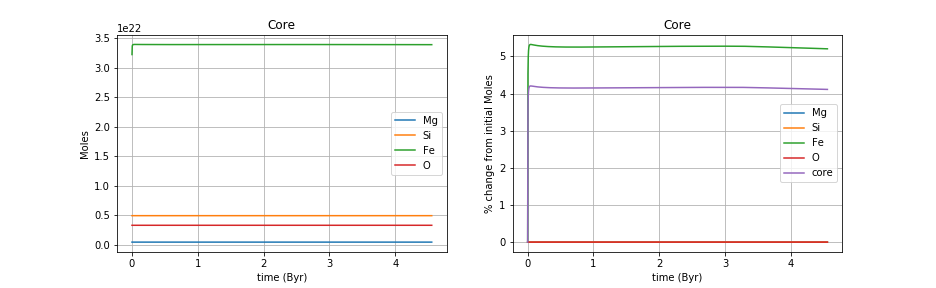 Core
1e22
3.5
3.0
2.5
2.0
1.5
1.0
0.5
0.0
Moles
0 1 2 3 4
time (Byr)
Mg
Si
Fe
O
Core
5
4
3
2
1
0
% change from initial Moles
0 1 2 3 4
time (Byr)
Mg
Si
Fe
O
core